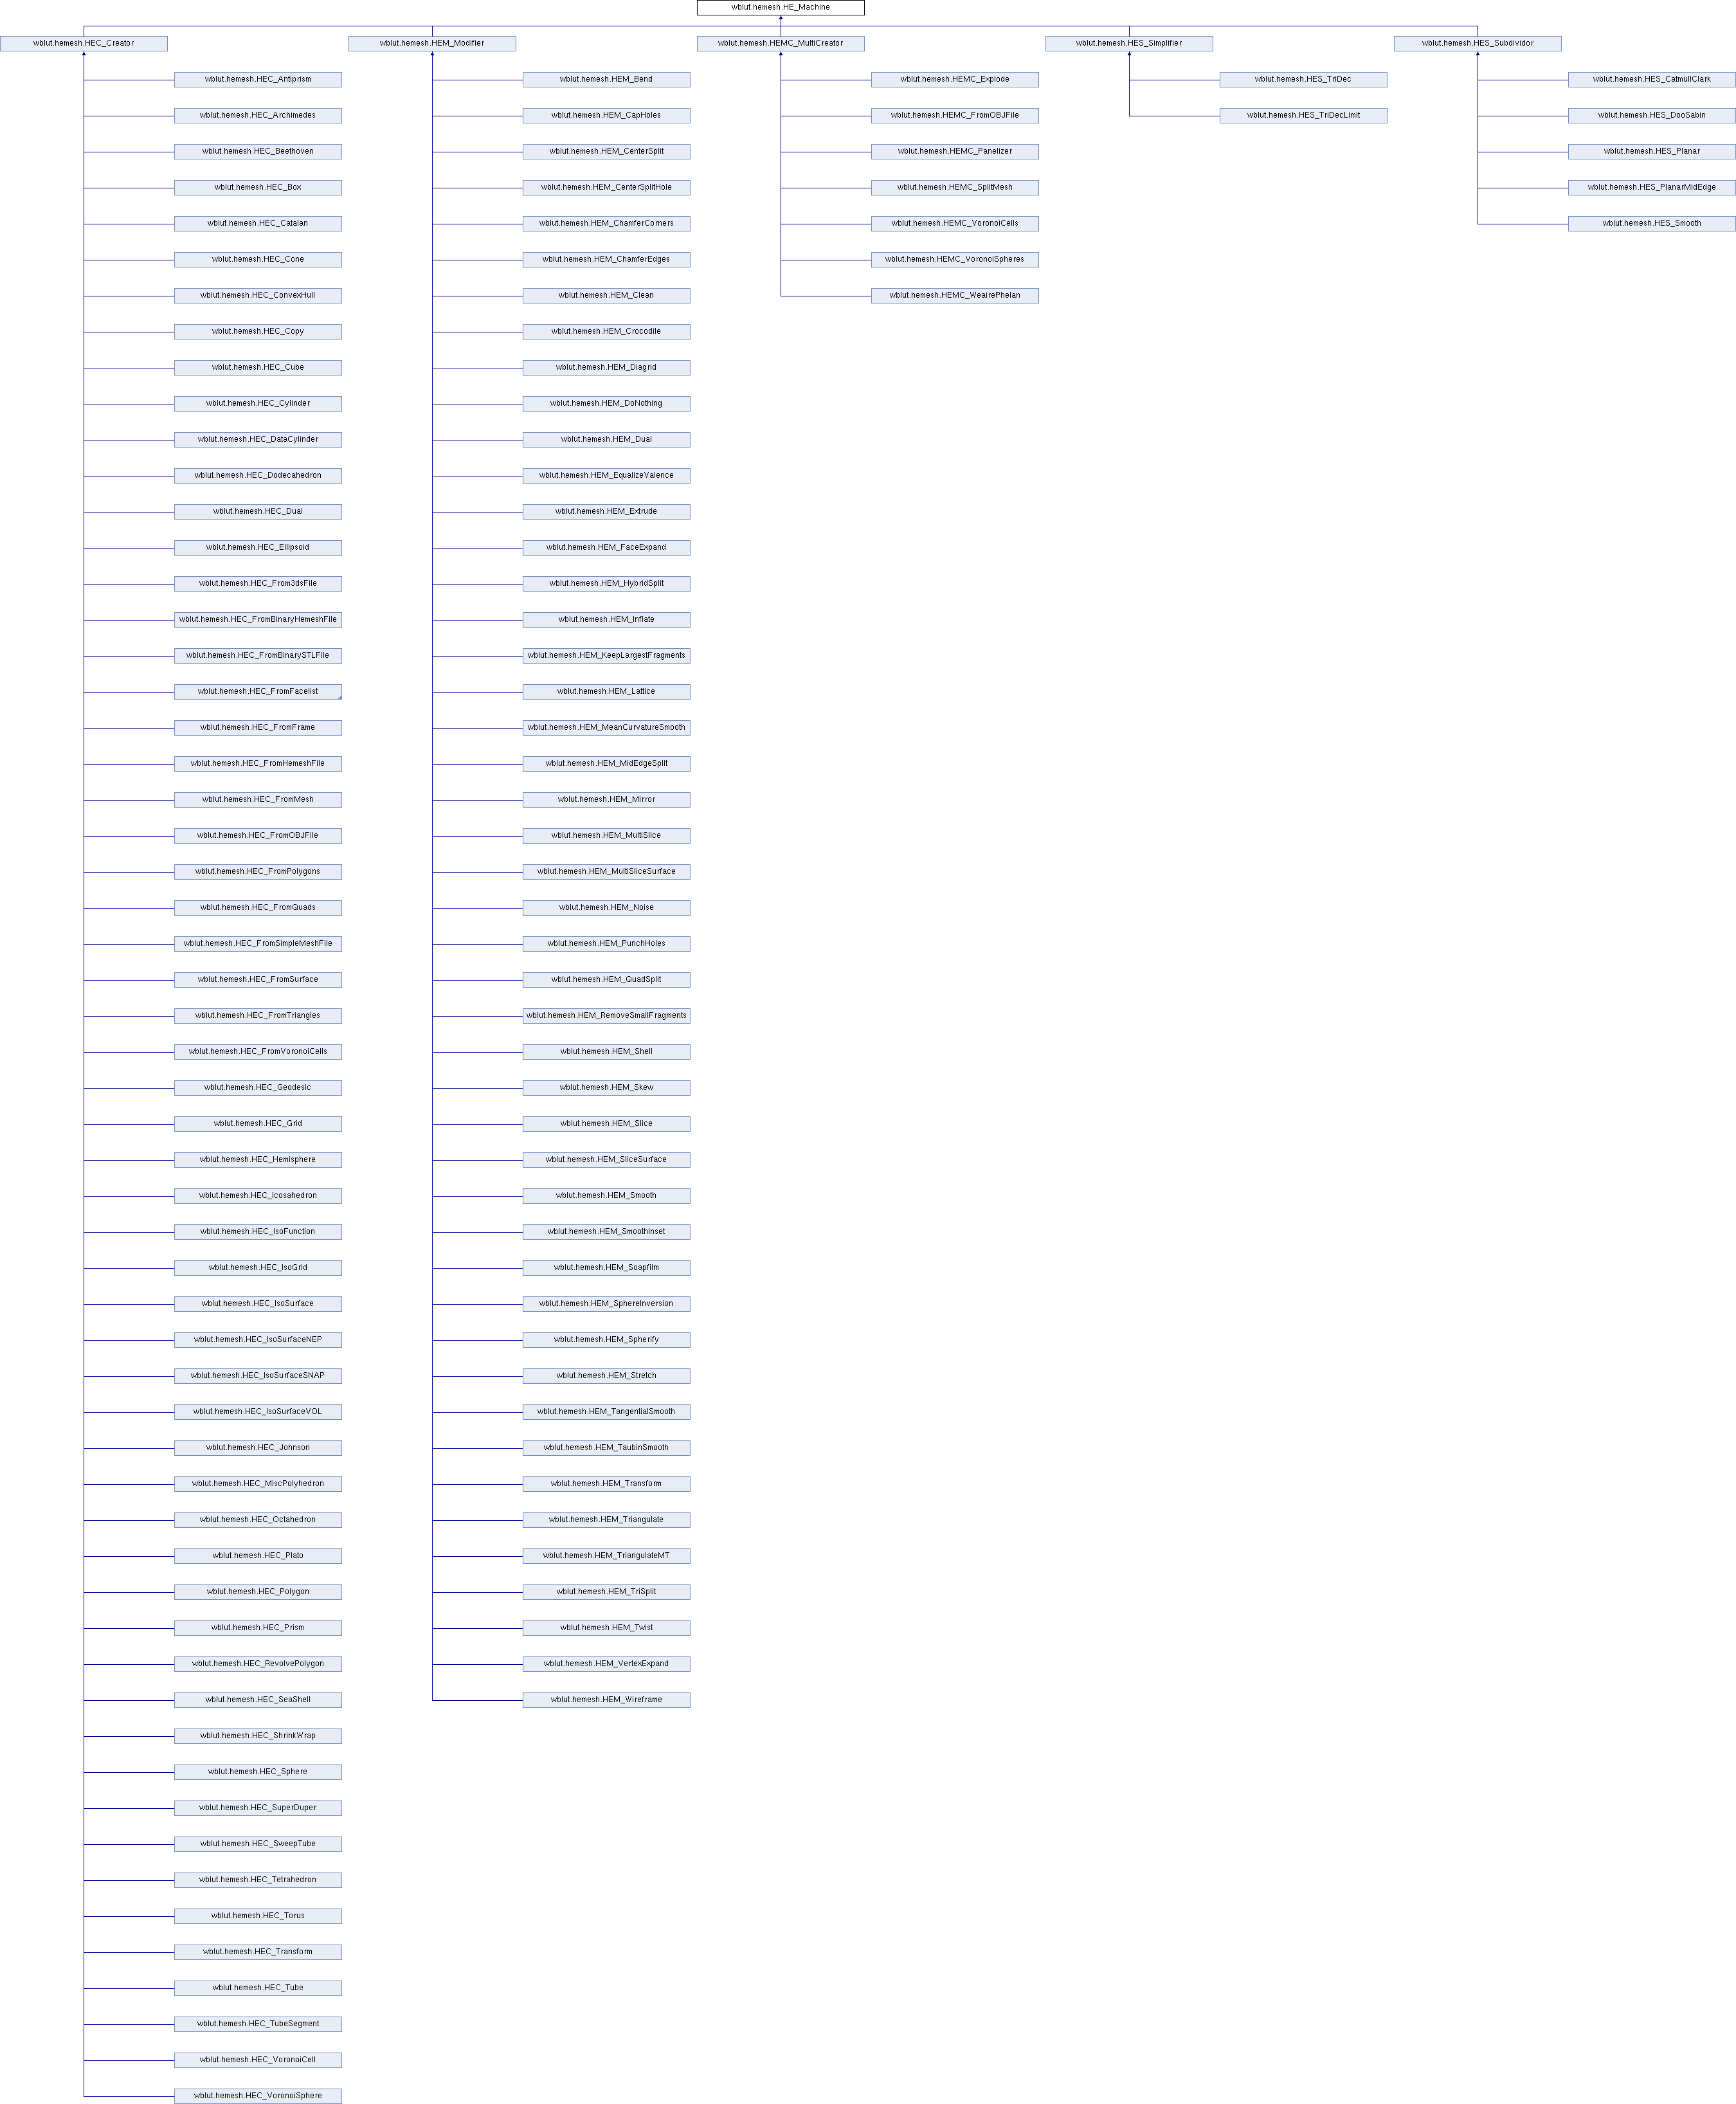 wblut.hemesh.HE_Machine
wblut.hemesh.HEC_Creator
wblut.hemesh.HEM_Modifier
wblut.hemesh.HEMC_MultiCreator
wblut.hemesh.HES_Simplifier
wblut.hemesh.HES_Subdividor
wblut.hemesh.HEC_Antiprism
wblut.hemesh.HEC_Archimedes
wblut.hemesh.HEC_Beethoven
wblut.hemesh.HEC_Box
wblut.hemesh.HEC_Catalan
wblut.hemesh.HEC_Cone
wblut.hemesh.HEC_ConvexHull
wblut.hemesh.HEC_Copy
wblut.hemesh.HEC_Cube
wblut.hemesh.HEC_Cylinder
wblut.hemesh.HEC_DataCylinder
wblut.hemesh.HEC_Dodecahedron
wblut.hemesh.HEC_Dual
wblut.hemesh.HEC_Ellipsoid
wblut.hemesh.HEC_From3dsFile
wblut.hemesh.HEC_FromBinaryHemeshFile
wblut.hemesh.HEC_FromBinarySTLFile
wblut.hemesh.HEC_FromFacelist
wblut.hemesh.HEC_FromFrame
wblut.hemesh.HEC_FromHemeshFile
wblut.hemesh.HEC_FromMesh
wblut.hemesh.HEC_FromOBJFile
wblut.hemesh.HEC_FromPolygons
wblut.hemesh.HEC_FromQuads
wblut.hemesh.HEC_FromSimpleMeshFile
wblut.hemesh.HEC_FromSurface
wblut.hemesh.HEC_FromTriangles
wblut.hemesh.HEC_FromVoronoiCells
wblut.hemesh.HEC_Geodesic
wblut.hemesh.HEC_Grid
wblut.hemesh.HEC_Hemisphere
wblut.hemesh.HEC_Icosahedron
wblut.hemesh.HEC_IsoFunction
wblut.hemesh.HEC_IsoGrid
wblut.hemesh.HEC_IsoSurface
wblut.hemesh.HEC_IsoSurfaceNEP
wblut.hemesh.HEC_IsoSurfaceSNAP
wblut.hemesh.HEC_IsoSurfaceVOL
wblut.hemesh.HEC_Johnson
wblut.hemesh.HEC_MiscPolyhedron
wblut.hemesh.HEC_Octahedron
wblut.hemesh.HEC_Plato
wblut.hemesh.HEC_Polygon
wblut.hemesh.HEC_Prism
wblut.hemesh.HEC_RevolvePolygon
wblut.hemesh.HEC_SeaShell
wblut.hemesh.HEC_ShrinkWrap
wblut.hemesh.HEC_Sphere
wblut.hemesh.HEC_SuperDuper
wblut.hemesh.HEC_SweepTube
wblut.hemesh.HEC_Tetrahedron
wblut.hemesh.HEC_Torus
wblut.hemesh.HEC_Transform
wblut.hemesh.HEC_Tube
wblut.hemesh.HEC_TubeSegment
wblut.hemesh.HEC_VoronoiCell
wblut.hemesh.HEC_VoronoiSphere
wblut.hemesh.HEM_Bend
wblut.hemesh.HEM_CapHoles
wblut.hemesh.HEM_CenterSplit
wblut.hemesh.HEM_CenterSplitHole
wblut.hemesh.HEM_ChamferCorners
wblut.hemesh.HEM_ChamferEdges
wblut.hemesh.HEM_Clean
wblut.hemesh.HEM_Crocodile
wblut.hemesh.HEM_Diagrid
wblut.hemesh.HEM_DoNothing
wblut.hemesh.HEM_Dual
wblut.hemesh.HEM_EqualizeValence
wblut.hemesh.HEM_Extrude
wblut.hemesh.HEM_FaceExpand
wblut.hemesh.HEM_HybridSplit
wblut.hemesh.HEM_Inflate
wblut.hemesh.HEM_KeepLargestFragments
wblut.hemesh.HEM_Lattice
wblut.hemesh.HEM_MeanCurvatureSmooth
wblut.hemesh.HEM_MidEdgeSplit
wblut.hemesh.HEM_Mirror
wblut.hemesh.HEM_MultiSlice
wblut.hemesh.HEM_MultiSliceSurface
wblut.hemesh.HEM_Noise
wblut.hemesh.HEM_PunchHoles
wblut.hemesh.HEM_QuadSplit
wblut.hemesh.HEM_RemoveSmallFragments
wblut.hemesh.HEM_Shell
wblut.hemesh.HEM_Skew
wblut.hemesh.HEM_Slice
wblut.hemesh.HEM_SliceSurface
wblut.hemesh.HEM_Smooth
wblut.hemesh.HEM_SmoothInset
wblut.hemesh.HEM_Soapfilm
wblut.hemesh.HEM_SphereInversion
wblut.hemesh.HEM_Spherify
wblut.hemesh.HEM_Stretch
wblut.hemesh.HEM_TangentialSmooth
wblut.hemesh.HEM_TaubinSmooth
wblut.hemesh.HEM_Transform
wblut.hemesh.HEM_Triangulate
wblut.hemesh.HEM_TriangulateMT
wblut.hemesh.HEM_TriSplit
wblut.hemesh.HEM_Twist
wblut.hemesh.HEM_VertexExpand
wblut.hemesh.HEM_Wireframe
wblut.hemesh.HEMC_Explode
wblut.hemesh.HEMC_FromOBJFile
wblut.hemesh.HEMC_Panelizer
wblut.hemesh.HEMC_SplitMesh
wblut.hemesh.HEMC_VoronoiCells
wblut.hemesh.HEMC_VoronoiSpheres
wblut.hemesh.HEMC_WeairePhelan
wblut.hemesh.HES_TriDec
wblut.hemesh.HES_TriDecLimit
wblut.hemesh.HES_CatmullClark
wblut.hemesh.HES_DooSabin
wblut.hemesh.HES_Planar
wblut.hemesh.HES_PlanarMidEdge
wblut.hemesh.HES_Smooth